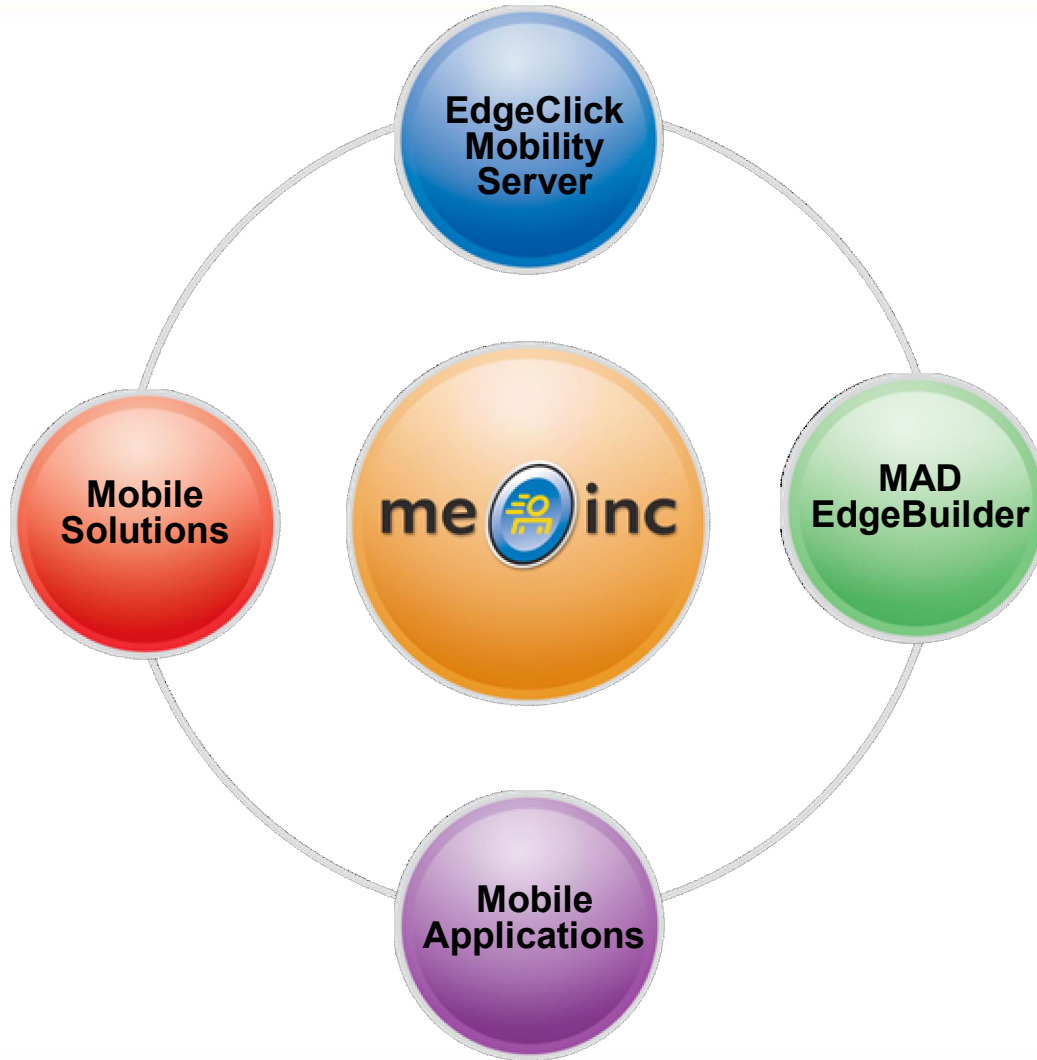 EdgeClick
Mobility
Server
Mobile
Solutions
me inc
MAD
EdgeBuilder
Mobile
Applications